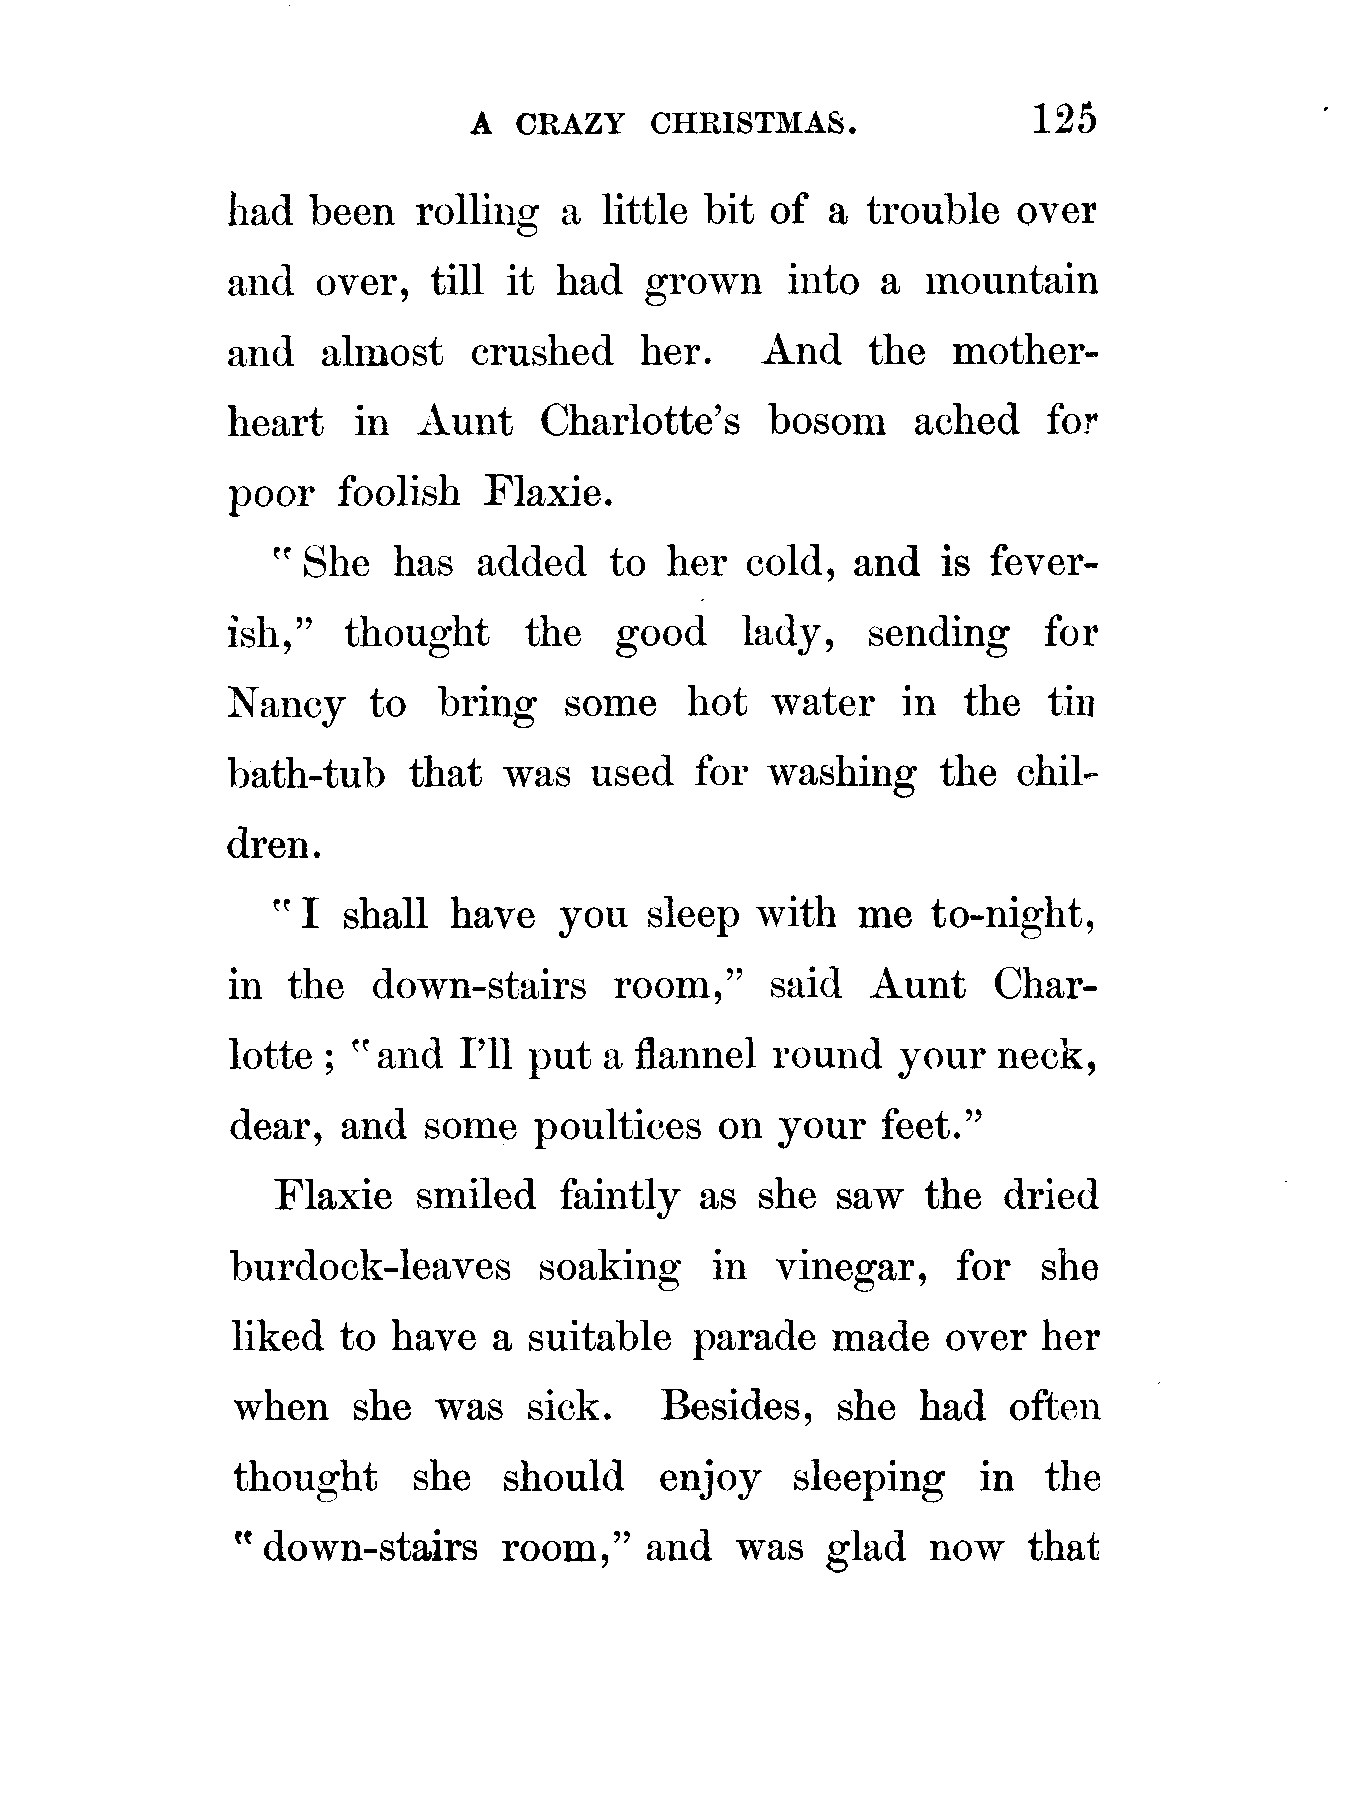 A CRAZY CHRISTMAS. 125
had been rolling a little bit of a trouble over
and over, till it had grown into a mountain
and almost crushed her. And the mother-
heart in Aunt Charlotte's bosom ached for
poor foolish Flaxie.
"She has added to her cold, and is fever-
ish," thought the good lady, sending for
Nancy to bring some hot water in the tin
bath-tub that was used for washing the chil-
dren.
"I shall have you sleep with me to-night,
in the down-stairs room," said Aunt Char-
lotte; "and I'll put a flannel round your neck,
dear, and some poultices on your feet."
Flaxie smiled faintly as she saw the dried
burdock-leaves soaking in vinegar, for she
liked to have a suitable parade made over her
when she was sick. Besides, she had often
thought she should enjoy sleeping in the
"down-stairs room," and was glad now that